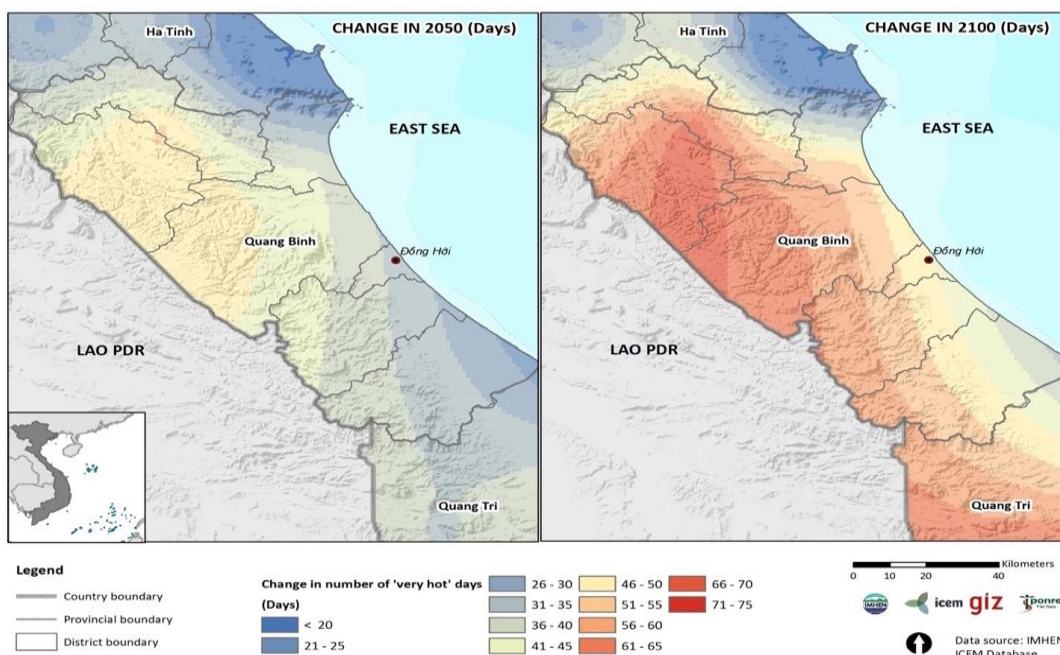 CHANGE IN 2050 (Days)
Ha Tinh
EAST SEA
Quang Binh
Đồng Hới
LAO PDR
Quang Tri
CHANGE IN 2100 (Days)
Ha Tinh
EAST SEA
Quang Binh
Đồng Hới
LAO PDR
Quang Tri
Legend
Country boundary
Provincial boundary
District boundary
Change in number of 'very hot' days
(Days)
< 20
21 - 25
26 - 30
31 - 35
36 - 40
41 - 45
46 - 50
51 - 55
56 - 60
61 - 65
66 - 70
71 - 75
Kilometers
0 10 20 40
IMHEN
icem
giz
ponre
Data source: IMHEN
ICEM Database